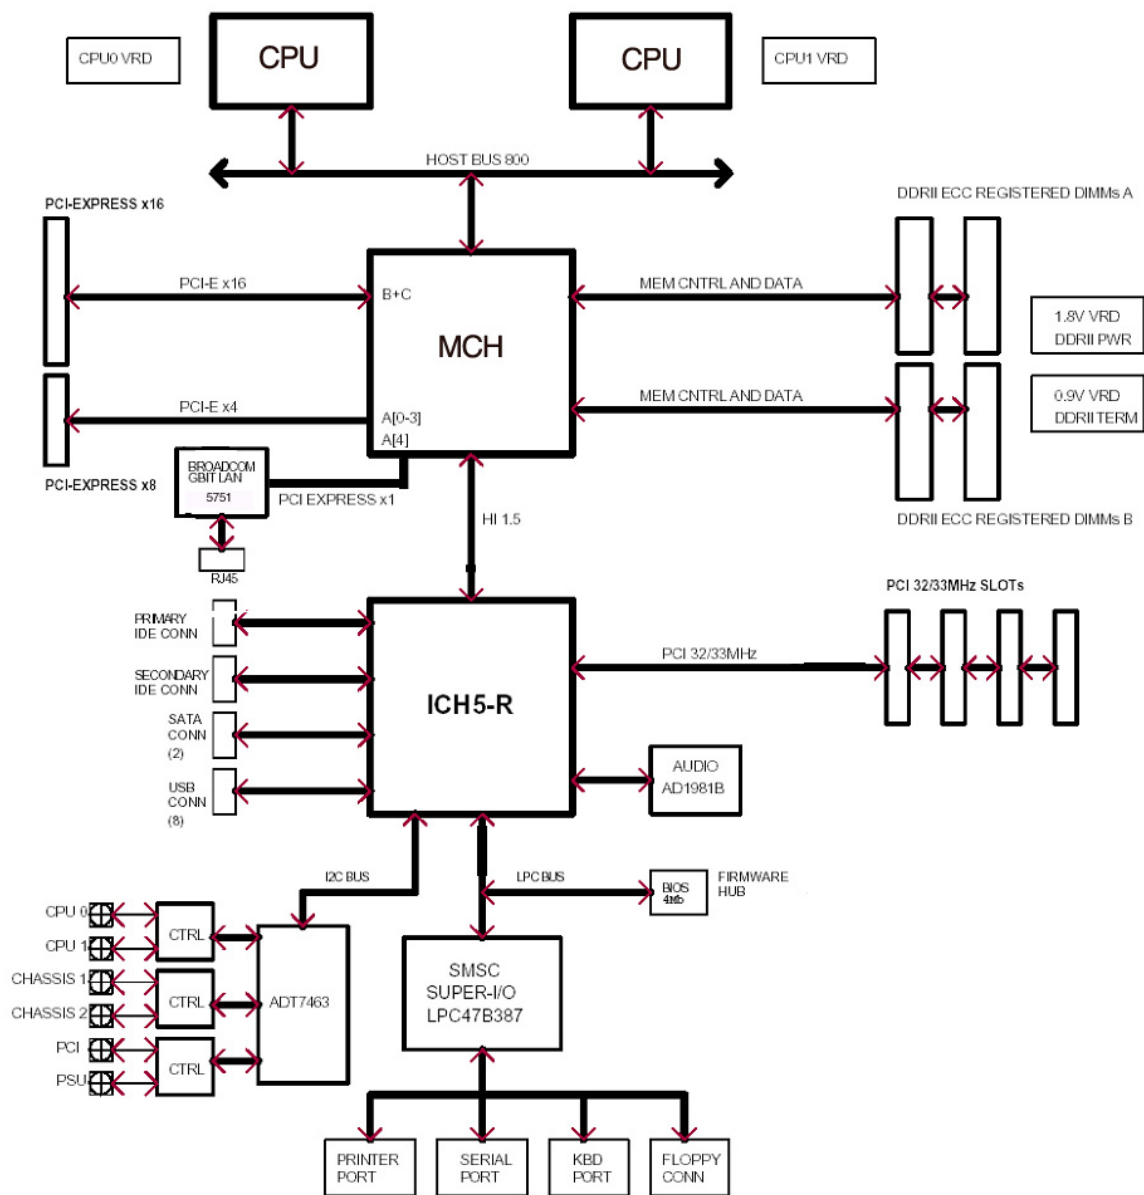 CPU0 VRD
CPU
CPU
CPU1 VRD
HOST BUS 800
PCI-EXPRESS x16
DDRII ECC REGISTERED DIMMs A
PCI-E x16
B+C
MEM CNTRL AND DATA
1.8V VRD
DDRII PWR
MCH
PCI-E x4
A[0-3]
A[4]
MEM CNTRL AND DATA
0.9V VRD
DDRII TERM
PCI-EXPRESS x8
BROADCOM
GBIT LAN
5751
PCI EXPRESS x1
HI 1.5
DDRII ECC REGISTERED DIMMs B
RJ45
PCI 32/33MHz SLOTs
PRIMARY
IDE CONN
SECONDARY
IDE CONN
SATA
CONN
(2)
USB
CONN
(8)
ICH5-R
PCI 32/33MHz
AUDIO
AD1981B
I2C BUS
LPC BUS
BIOS
4Mb
FIRMWARE
HUB
CPU 0
CPU 1
CHASSIS 1
CHASSIS 2
PCI
PSU
CTRL
CTRL
CTRL
ADT7463
SMSC
SUPER-I/O
LPC47B387
PRINTER
PORT
SERIAL
PORT
KBD
PORT
FLOPPY
CONN